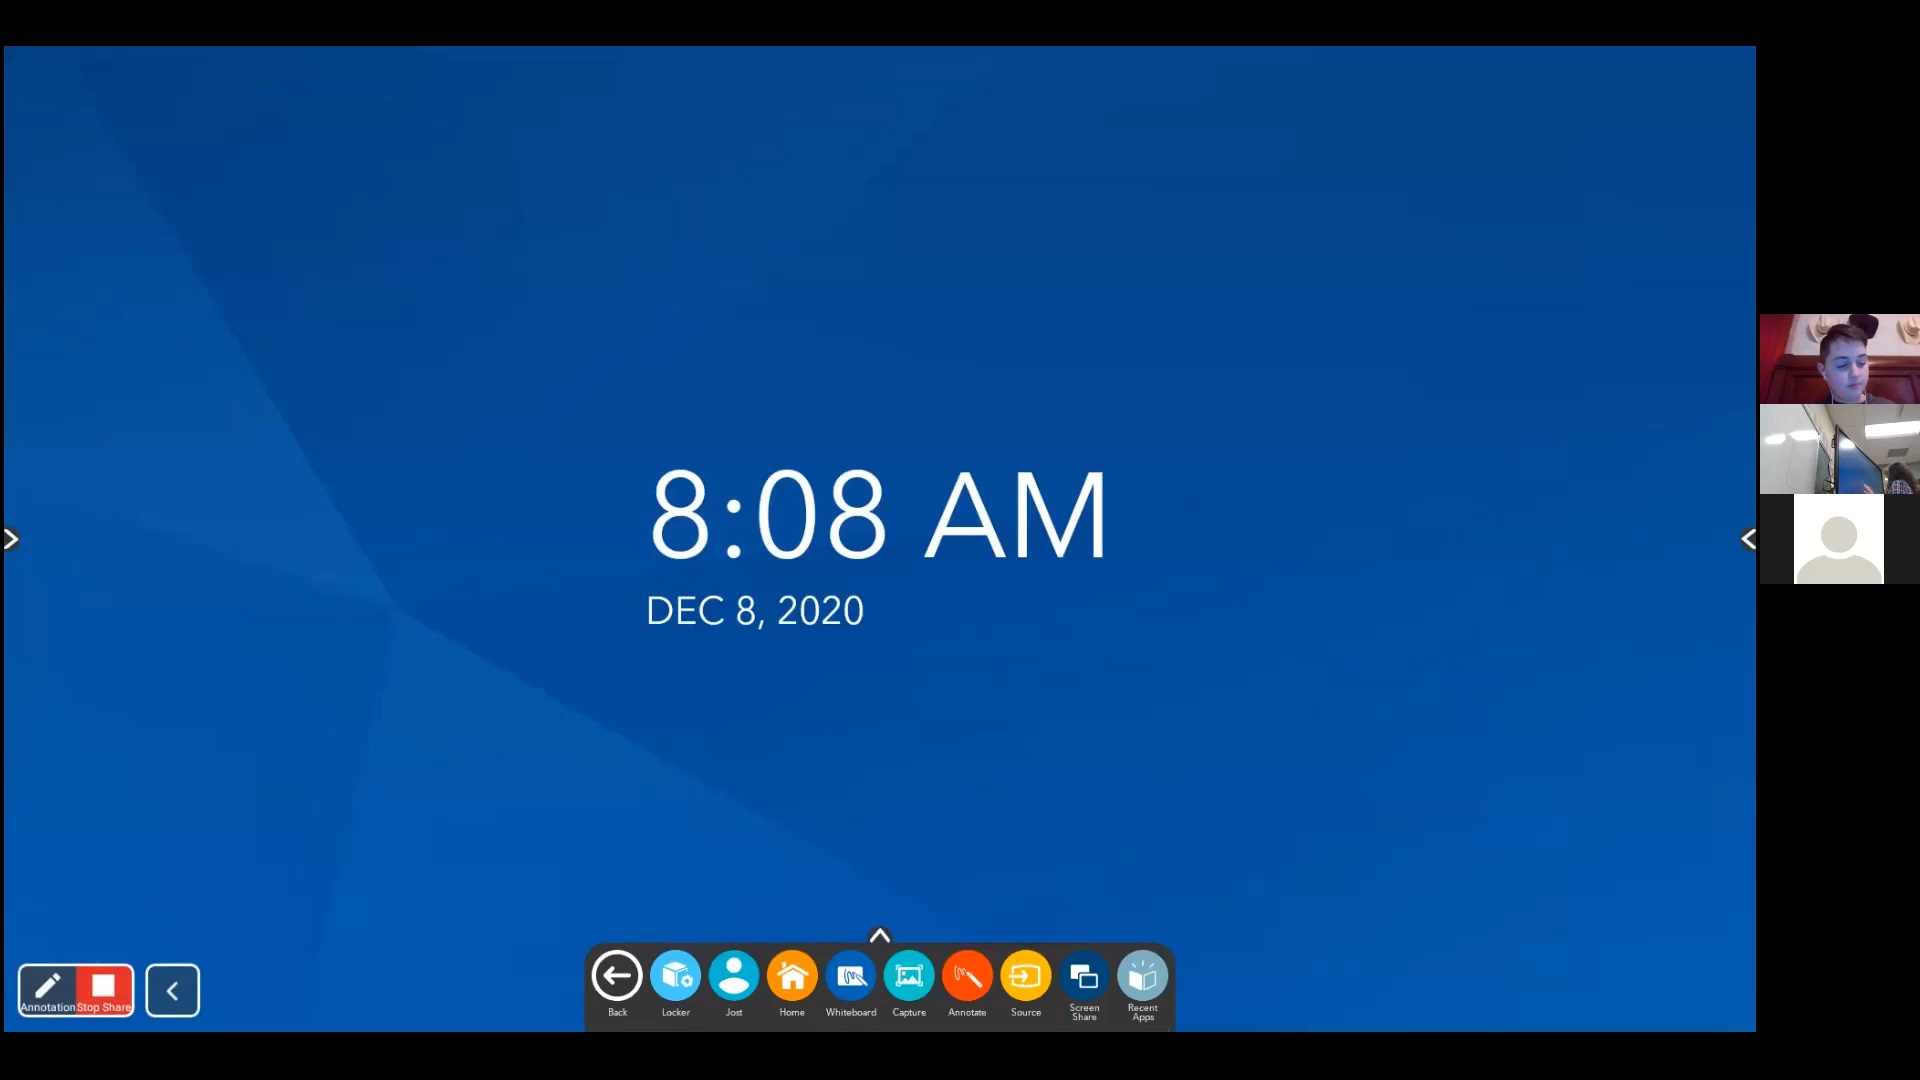 8:08 AM
DEC 8, 2020
Annotation Stop Share
Back Locker Jost Home Whiteboard Capture Annotate Source Screen Share Recent Apps